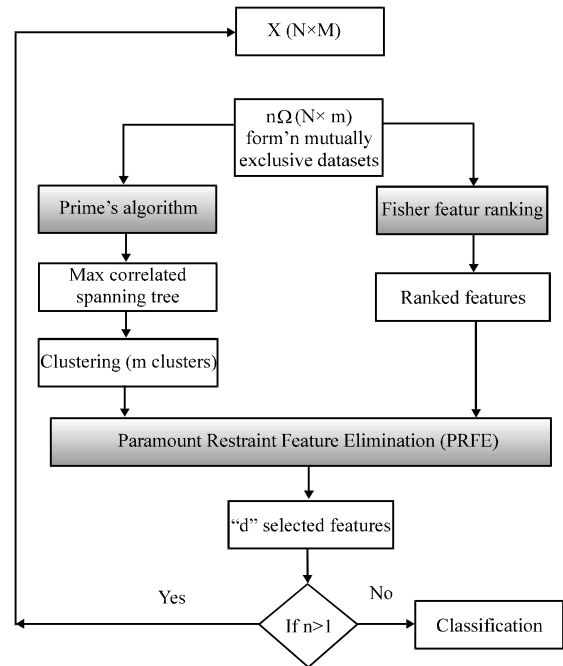 X (N×M)
nΩ (N× m)
form'n mutually
exclusive datasets
Prime's algorithm
Fisher featur ranking
Max correlated
spanning tree
Ranked features
Clustering (m clusters)
Paramount Restraint Feature Elimination (PRFE)
“d” selected features
Yes
No
If n>1
Classification